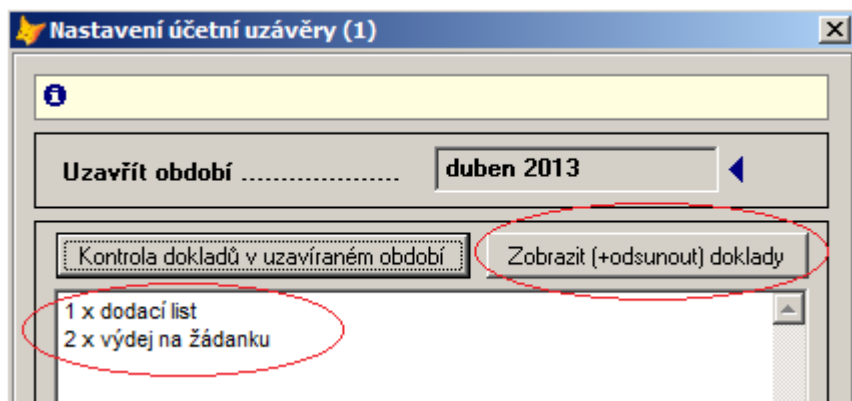 Nastavení účetní uzávěry (1)
Uzavřít období .................... duben 2013
Kontrola dokladů v uzavíraném období Zobrazit (+odsunout) doklady
1 x dodací list
2 x výdej na žádanku